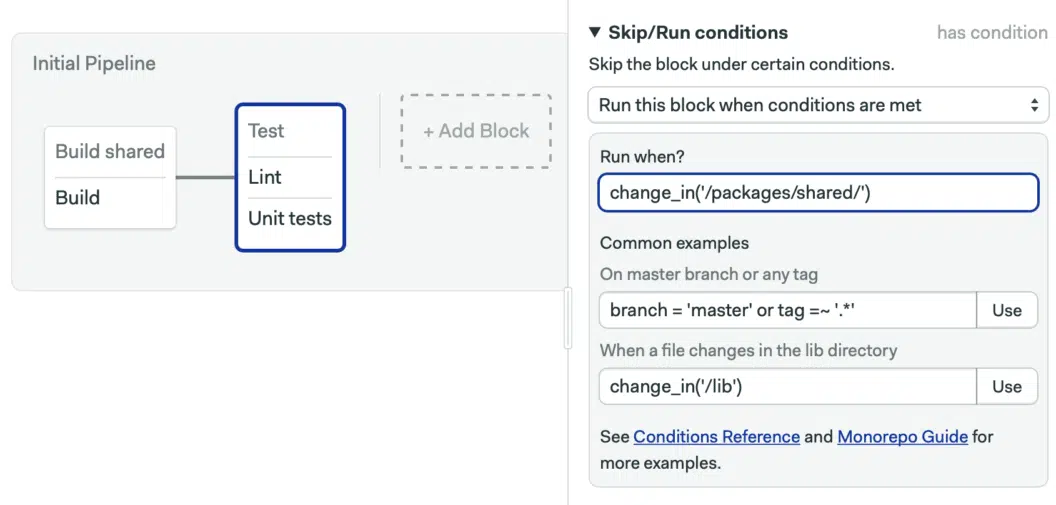 Initial Pipeline
Build shared
Build
Test
Lint
Unit tests
+ Add Block
▼ Skip/Run conditions
has condition
Skip the block under certain conditions.
Run this block when conditions are met
Run when?
change_in('/packages/shared/')
Common examples
On master branch or any tag
branch = 'master' or tag =~ '.*'
Use
When a file changes in the lib directory
change_in('/lib')
Use
See Conditions Reference and Monorepo Guide for
more examples.